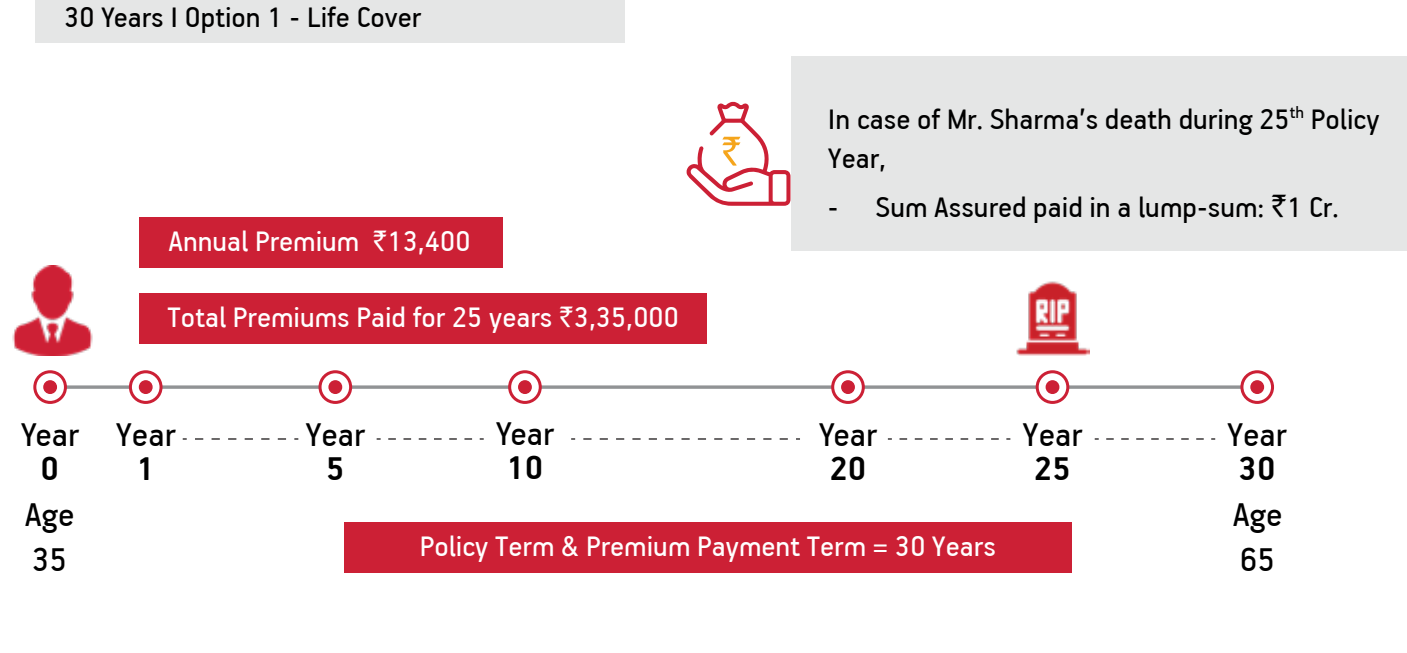 30 Years I Option 1 - Life Cover
In case of Mr. Sharma's death during 25th Policy
Year,
- Sum Assured paid in a lump-sum: ₹1 Cr.
₹
Annual Premium ₹13,400
Total Premiums Paid for 25 years ₹3,35,000
RIP
Year Year Year Year Year Year Year
0 1 5 10 20 25 30
Age Age
35 65
Policy Term & Premium Payment Term = 30 Years